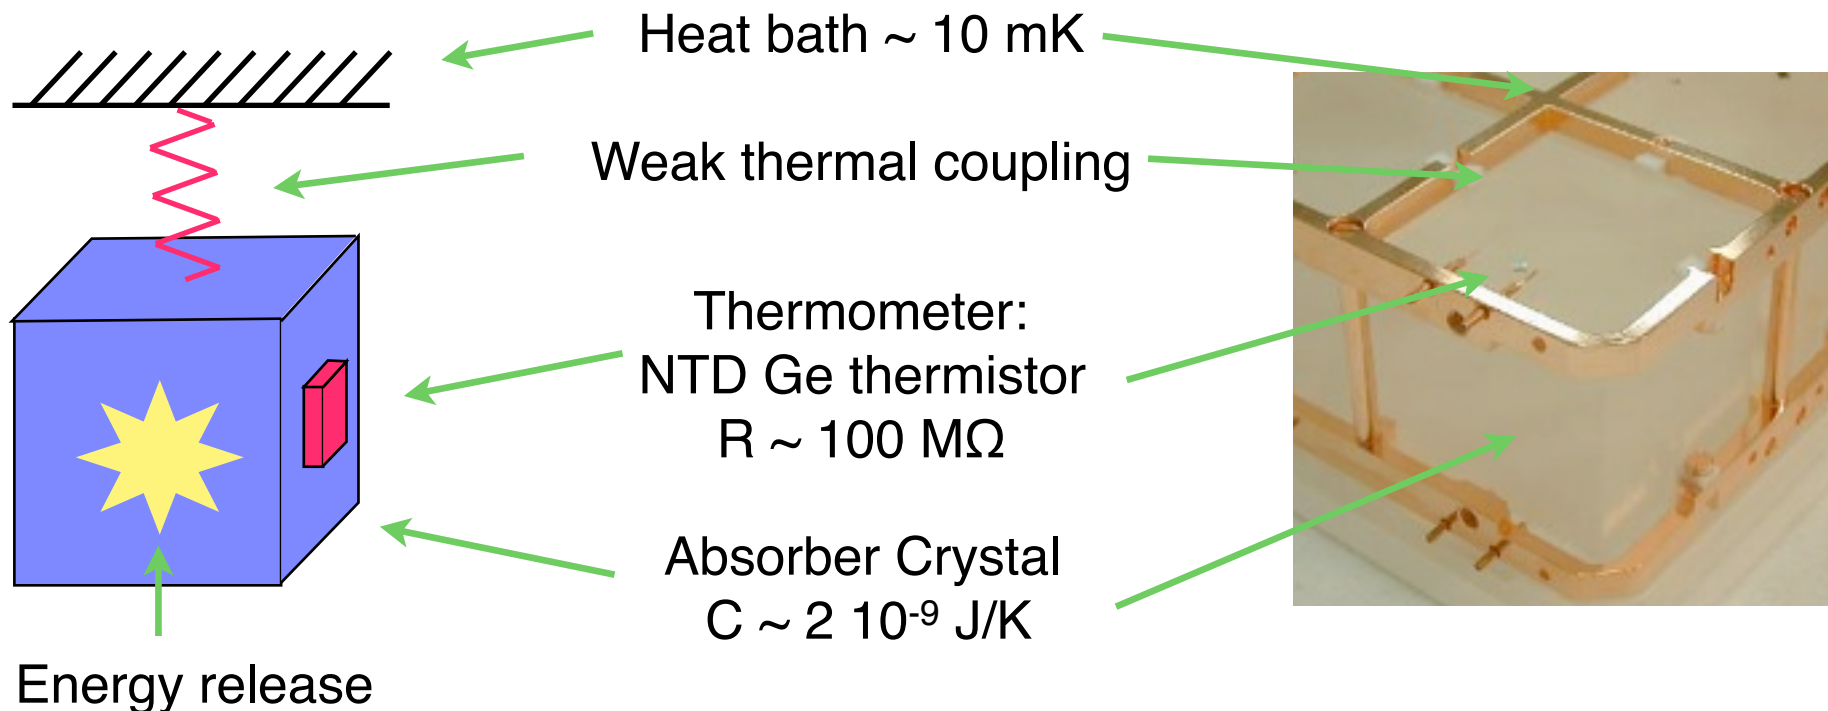 Heat bath ~ 10 mK
Weak thermal coupling
Thermometer:
NTD Ge thermistor
R ~ 100 MΩ
Absorber Crystal
C ~ 2 10⁻⁹ J/K
Energy release